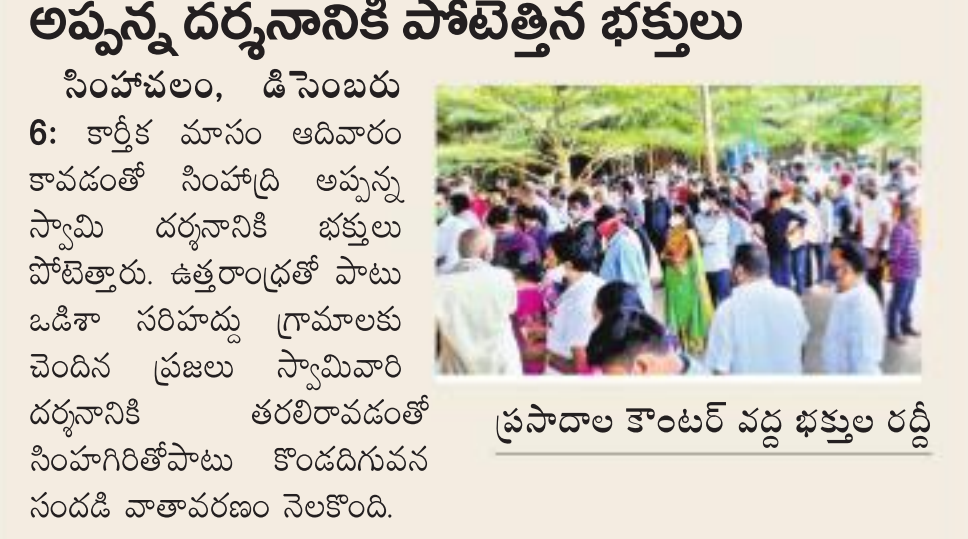 అప్పన్న దర్శనానికి పోటెత్తిన భక్తులు
సింహాచలం, డిసెంబరు
6: కార్తీక మాసం ఆదివారం
కావడంతో సింహాద్రి అప్పన్న
స్వామి దర్శనానికి భక్తులు
పోటెత్తారు. ఉత్తరాంధ్రతో పాటు
ఒడిశా సరిహద్దు గ్రామాలకు
చెందిన ప్రజలు స్వామివారి
దర్శనానికి తరలిరావడంతో
సింహగిరితోపాటు కొండదిగువన
సందడి వాతావరణం నెలకొంది.
ప్రసాదాల కౌంటర్ వద్ద భక్తుల రద్దీ